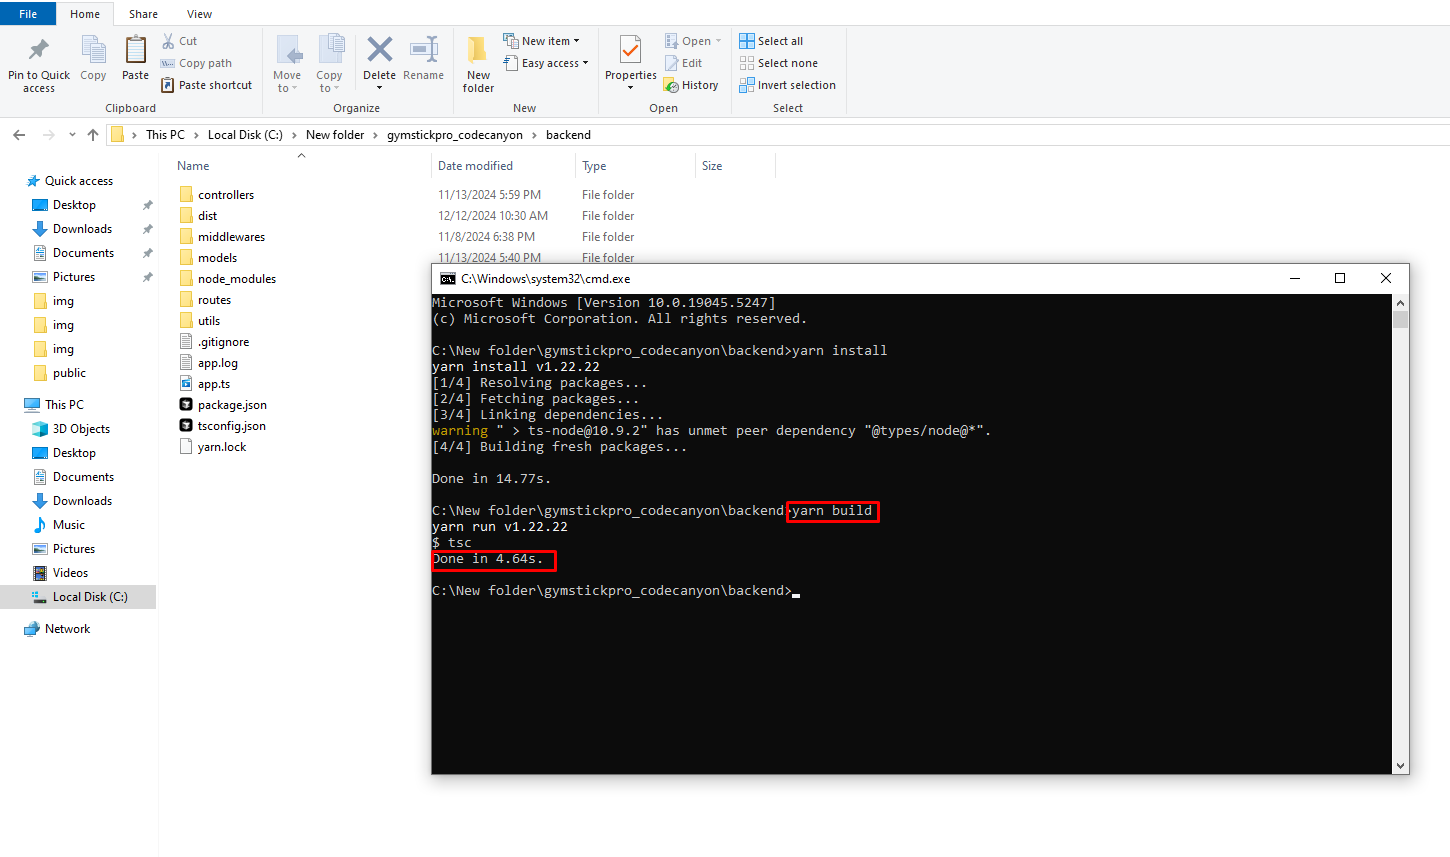 File Home Share View
Pin to Quick access
Copy
Paste
Cut
Copy path
Paste shortcut
Clipboard
Move to
Copy to
Delete
Rename
Organize
New folder
New item
Easy access
New
Properties
Open
Edit
History
Open
Select all
Select none
Invert selection
Select
This PC > Local Disk (C:) > New folder > gymstickpro_codecanyon > backend
Quick access
Desktop
Downloads
Documents
Pictures
img
img
img
public
This PC
3D Objects
Desktop
Documents
Downloads
Music
Pictures
Videos
Local Disk (C:)
Network
Name Date modified Type Size
controllers 11/13/2024 5:59 PM File folder
dist 12/12/2024 10:30 AM File folder
middlewares 11/8/2024 6:38 PM File folder
models 11/13/2024 5:40 PM File folder
node_modules
routes
utils
.gitignore
app.log
app.ts
package.json
tsconfig.json
yarn.lock
C:\Windows\system32\cmd.exe
Microsoft Windows [Version 10.0.19045.5247]
(c) Microsoft Corporation. All rights reserved.
C:\New folder\gymstickpro_codecanyon\backend>yarn install
yarn install v1.22.22
[1/4] Resolving packages...
[2/4] Fetching packages...
[3/4] Linking dependencies...
warning " > ts-node@10.9.2" has unmet peer dependency "@types/node@*".
[4/4] Building fresh packages...
Done in 14.77s.
C:\New folder\gymstickpro_codecanyon\backend>yarn build
yarn run v1.22.22
$ tsc
Done in 4.64s.
C:\New folder\gymstickpro_codecanyon\backend>